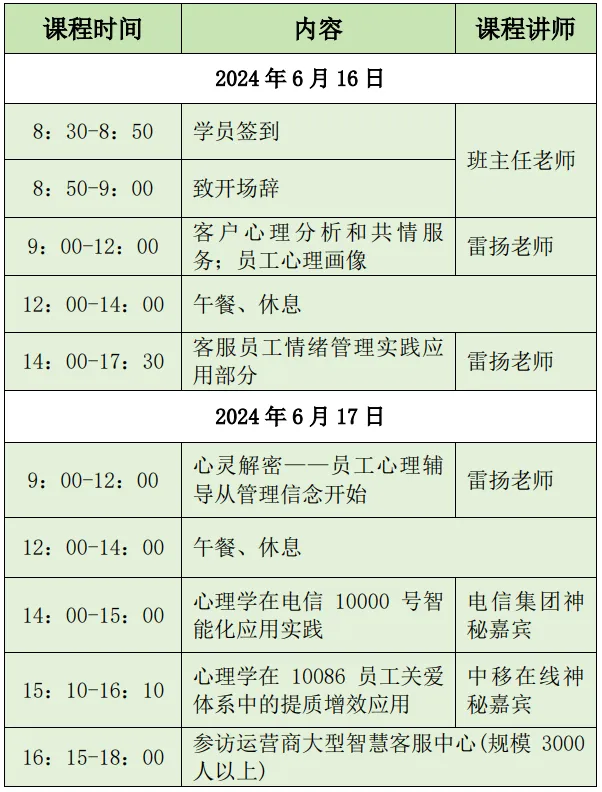 课程时间 内容 课程讲师
2024 年 6 月 16 日
8：30-8：50 学员签到
班主任老师
8：50-9：00 致开场辞
9：00-12：00 客户心理分析和共情服
务；员工心理画像 雷扬老师
12：00-14：00 午餐、休息
14：00-17：30 客服员工情绪管理实践应
用部分 雷扬老师
2024 年 6 月 17 日
9：00-12：00 心灵解密——员工心理辅
导从管理信念开始 雷扬老师
12：00-14：00 午餐、休息
14：00-15：00 心理学在电信 10000 号智
能化应用实践 电信集团神
秘嘉宾
15：10-16：10 心理学在 10086 员工关爱
体系中的提质增效应用 中移在线神
秘嘉宾
16：15-18：00 参访运营商大型智慧客服中心(规模 3000
人以上)